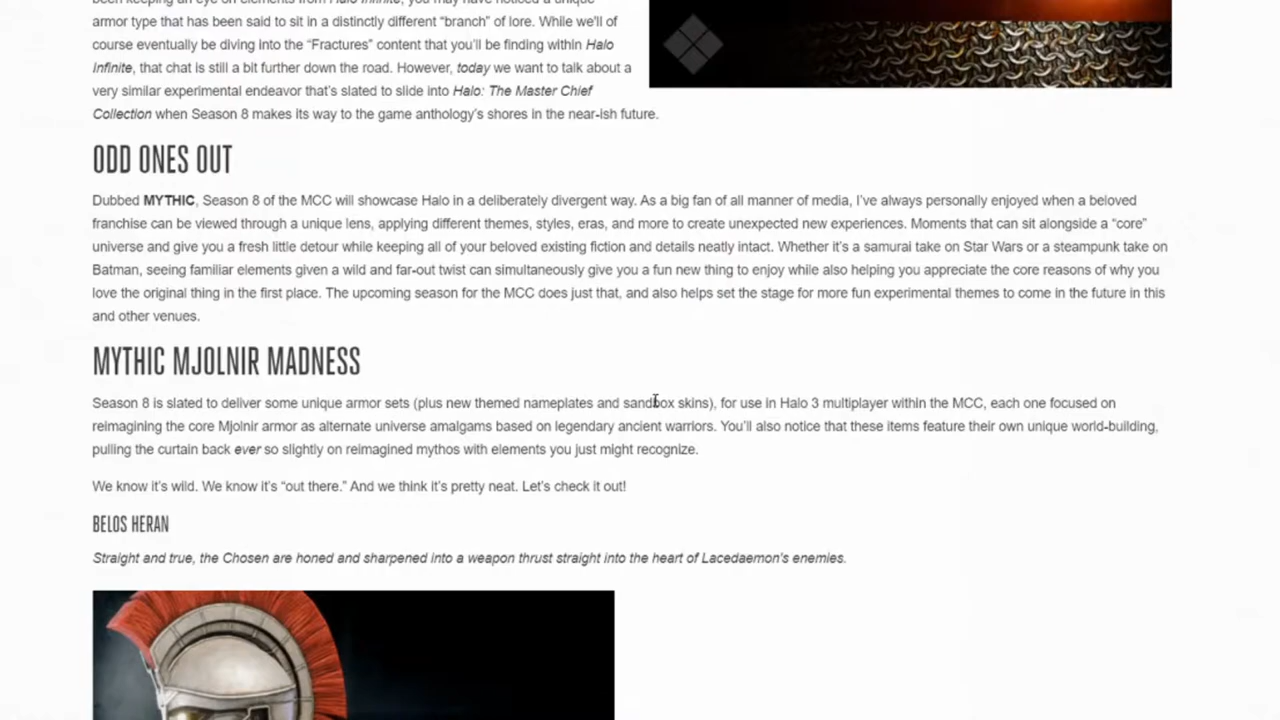 been keeping an eye on elements from Halo Infinite, you may have noticed a unique
armor type that has been said to sit in a distinctly different “branch” of lore. While we'll of
course eventually be diving into the “Fractures” content that you’ll be finding within Halo
Infinite, that chat is still a bit further down the road. However, today we want to talk about a
very similar experimental endeavor that’s slated to slide into Halo: The Master Chief
Collection when Season 8 makes its way to the game anthology’s shores in the near-ish future.
ODD ONES OUT
Dubbed MYTHIC, Season 8 of the MCC will showcase Halo in a deliberately divergent way. As a big fan of all manner of media, I’ve always personally enjoyed when a beloved
franchise can be viewed through a unique lens, applying different themes, styles, eras, and more to create unexpected new experiences. Moments that can sit alongside a “core”
universe and give you a fresh little detour while keeping all of your beloved existing fiction and details neatly intact. Whether it’s a samurai take on Star Wars or a steampunk take on
Batman, seeing familiar elements given a wild and far-out twist can simultaneously give you a fun new thing to enjoy while also helping you appreciate the core reasons of why you
love the original thing in the first place. The upcoming season for the MCC does just that, and also helps set the stage for more fun experimental themes to come in the future in this
and other venues.
MYTHIC MJOLNIR MADNESS
Season 8 is slated to deliver some unique armor sets (plus new themed nameplates and sandbox skins), for use in Halo 3 multiplayer within the MCC, each one focused on
reimagining the core Mjolnir armor as alternate universe amalgams based on legendary ancient warriors. You’ll also notice that these items feature their own unique world-building,
pulling the curtain back ever so slightly on reimagined mythos with elements you just might recognize.
We know it’s wild. We know it’s “out there.” And we think it’s pretty neat. Let’s check it out!
BELOS HERAN
Straight and true, the Chosen are honed and sharpened into a weapon thrust straight into the heart of Lacedaemon’s enemies.